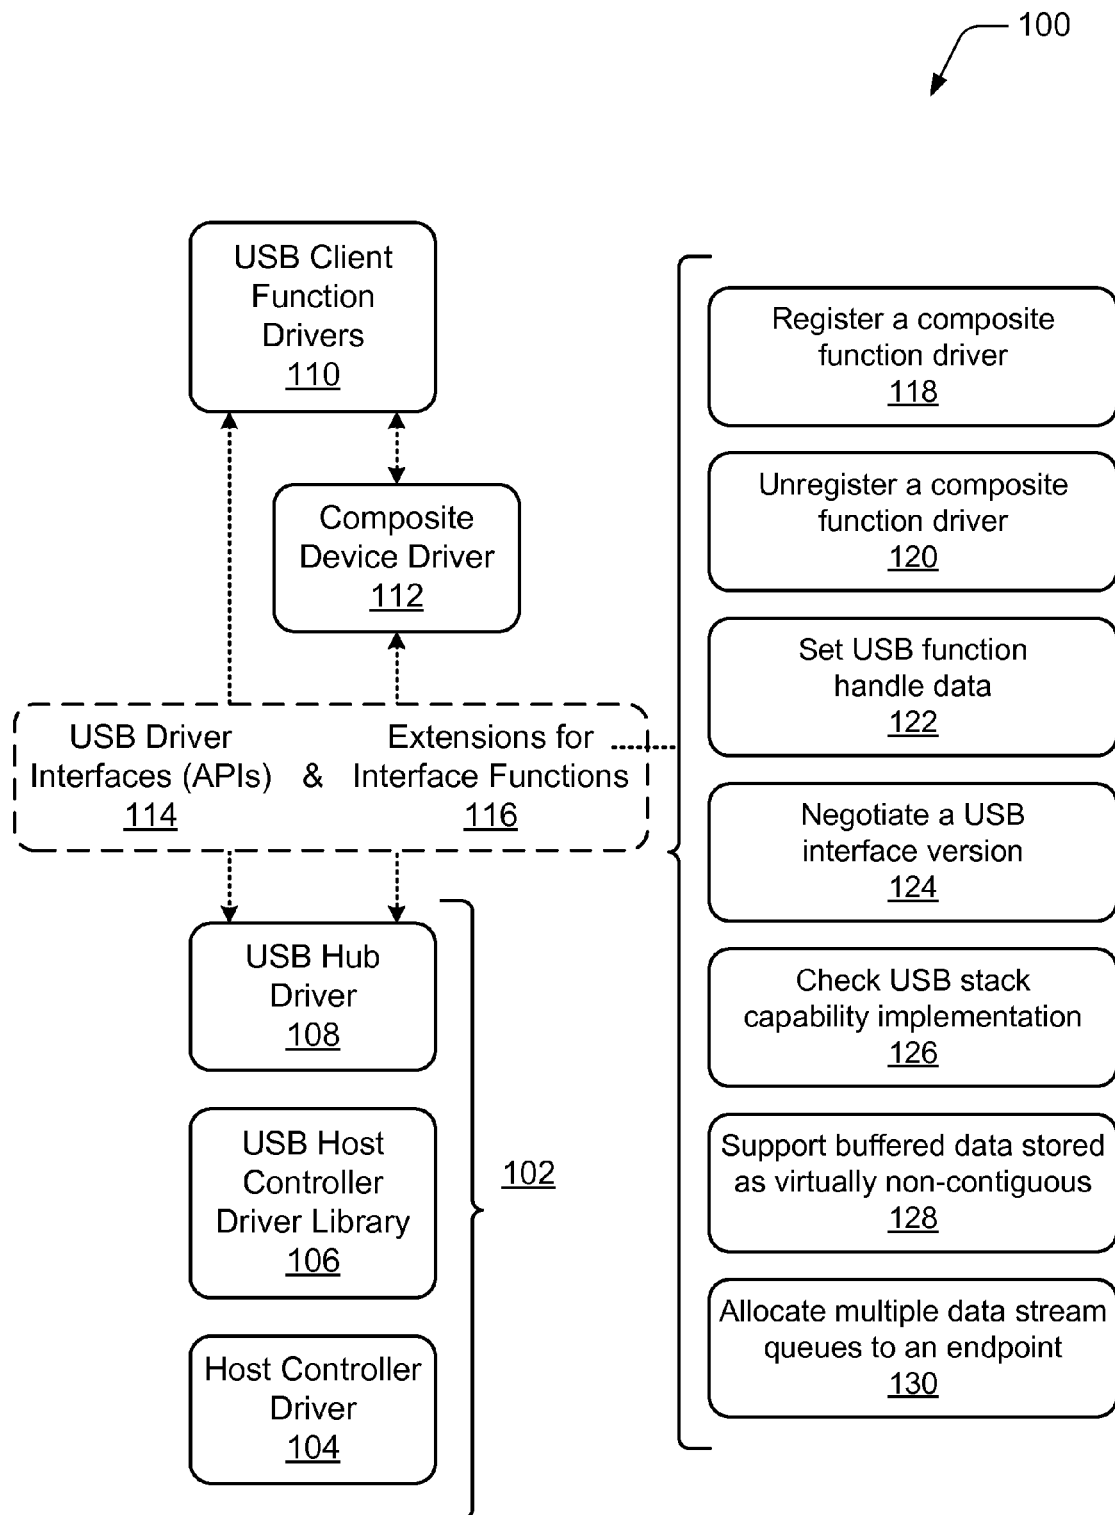 100
USB Client
Function
Drivers
110
Composite
Device Driver
112
USB Driver
Interfaces (APIs)
114
&
Extensions for
Interface Functions
116
USB Hub
Driver
108
USB Host
Controller
Driver Library
106
Host Controller
Driver
104
102
Register a composite
function driver
118
Unregister a composite
function driver
120
Set USB function
handle data
122
Negotiate a USB
interface version
124
Check USB stack
capability implementation
126
Support buffered data stored
as virtually non-contiguous
128
Allocate multiple data stream
queues to an endpoint
130